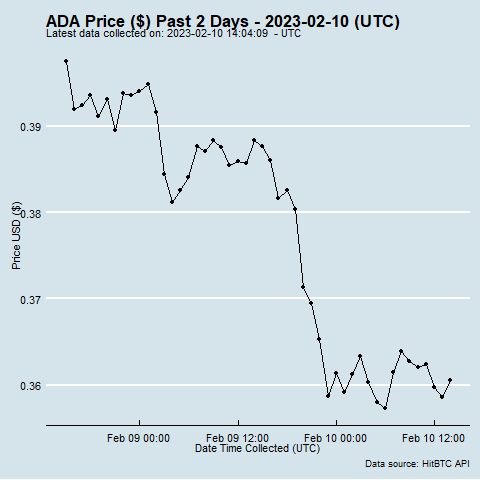 ADA Price ($) Past 2 Days - 2023-02-10 (UTC)
Latest data collected on: 2023-02-10 14:04:09 - UTC
0.39
0.38
Price USD ($)
0.37
0.36
Feb 09 00:00 Feb 09 12:00 Feb 10 00:00 Feb 10 12:00
Date Time Collected (UTC)
Data source: HitBTC API